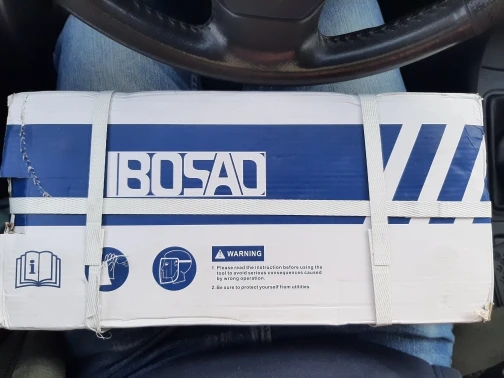 IBOSAD
WARNING
1. Please read the instruction before using the
tool to avoid serious consequences caused
by wrong operation.
2. Be sure to protect yourself from utilities.